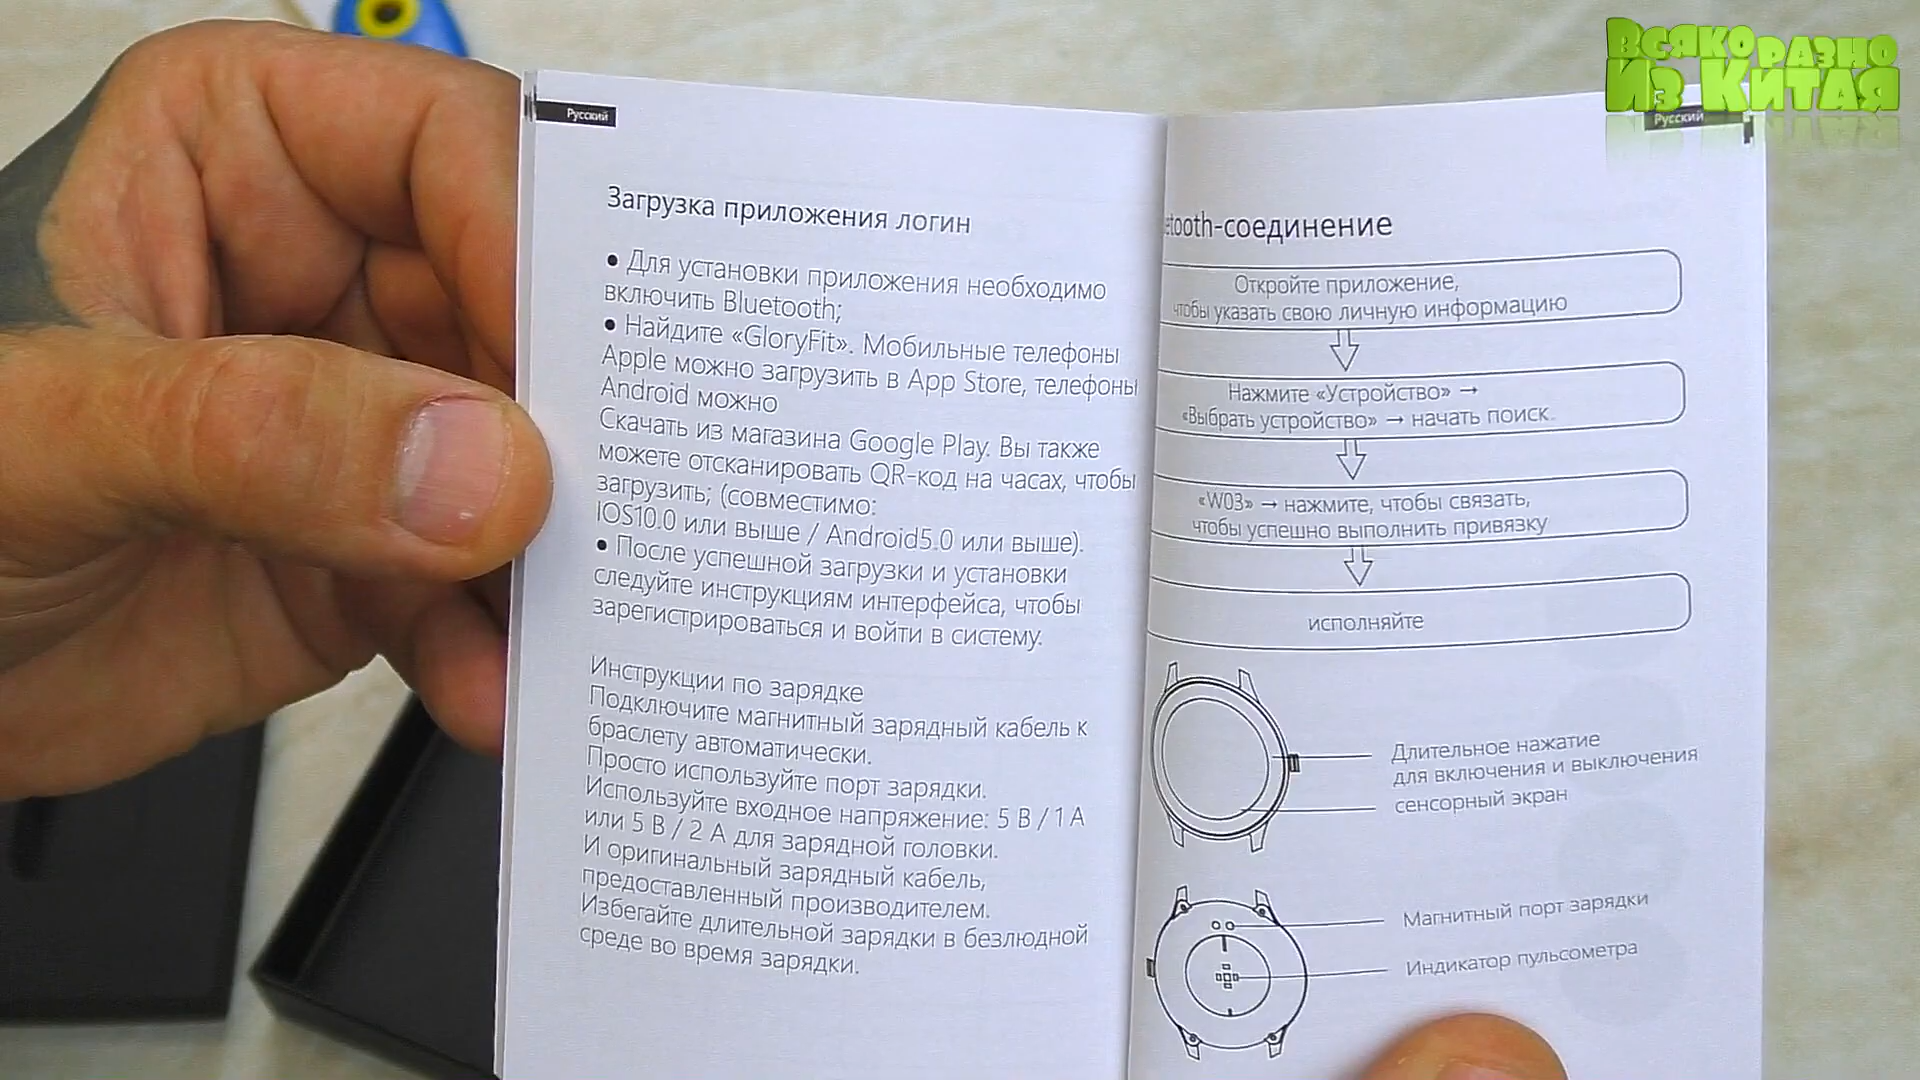 Всяко разно
Из Китая
Русский
Загрузка приложения логин
• Для установки приложения необходимо
включить Bluetooth;
• Найдите «GloryFit». Мобильные телефоны
Apple можно загрузить в App Store, телефоны
Android можно
Скачать из магазина Google Play. Вы также
можете отсканировать QR-код на часах, чтобы
загрузить; (совместимо:
IOS10.0 или выше / Android5.0 или выше).
• После успешной загрузки и установки
следуйте инструкциям интерфейса, чтобы
зарегистрироваться и войти в систему.
Инструкции по зарядке
Подключите магнитный зарядный кабель к
браслету автоматически.
Просто используйте порт зарядки.
Используйте входное напряжение: 5 В / 1 А
или 5 В / 2 А для зарядной головки.
И оригинальный зарядный кабель,
предоставленный производителем.
Избегайте длительной зарядки в безлюдной
среде во время зарядки.
Русский
etooth-соединение
Откройте приложение,
чтобы указать свою личную информацию
Нажмите «Устройство» →
«Выбрать устройство» → начать поиск.
«W03» → нажмите, чтобы связать,
чтобы успешно выполнить привязку
исполняйте
Длительное нажатие
для включения и выключения
сенсорный экран
Магнитный порт зарядки
Индикатор пульсометра